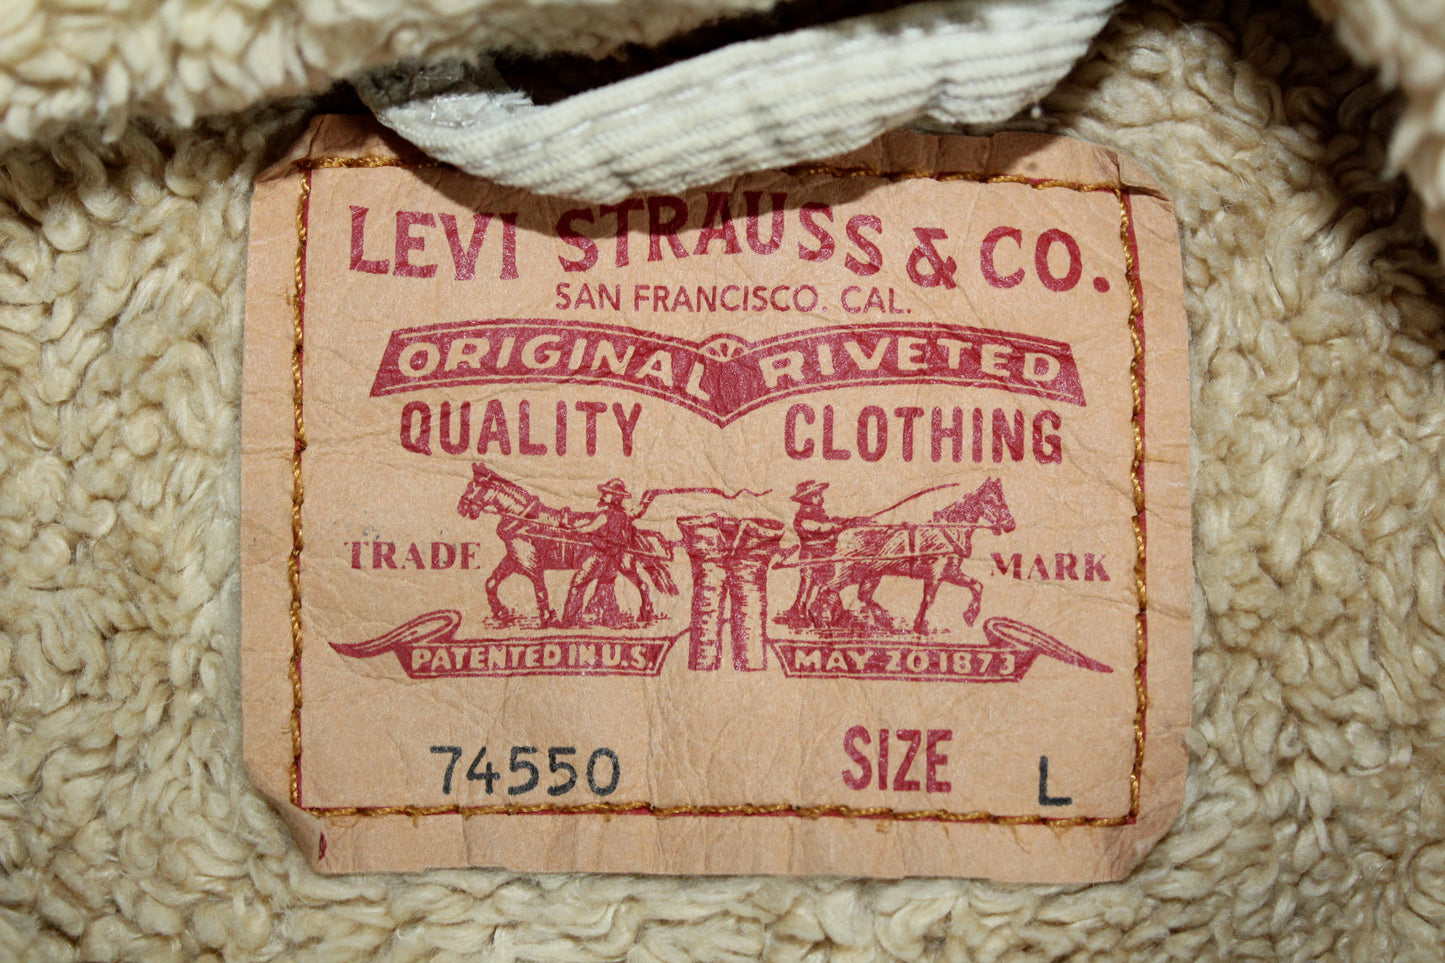 LEVI STRAUSS & CO.
SAN FRANCISCO. CAL.
ORIGINAL RIVETED
QUALITY CLOTHING
TRADE MARK
PATENTED IN U.S. MAY 20.1873
74550 SIZE L